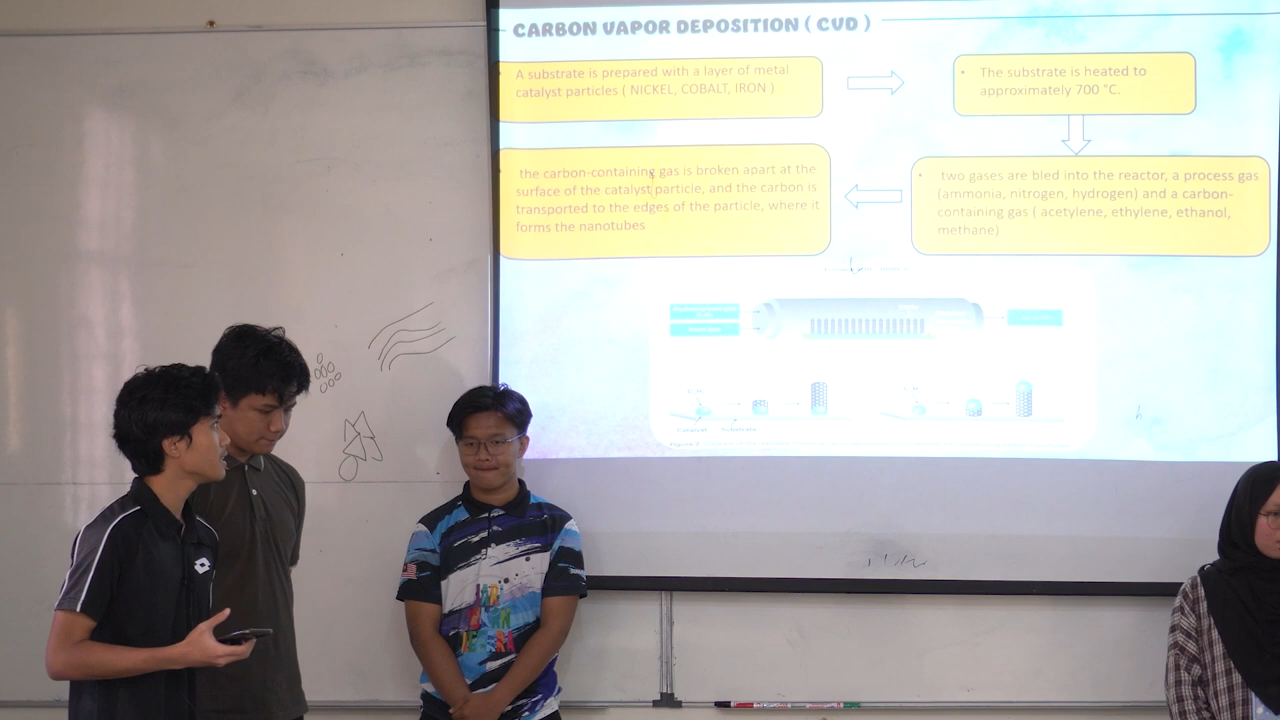 CARBON VAPOR DEPOSITION ( CVD )
• A substrate is prepared with a layer of metal
catalyst particles ( NICKEL, COBALT, IRON )
• The substrate is heated to
approximately 700 °C.
• two gases are bled into the reactor, a process gas
(ammonia, nitrogen, hydrogen) and a carbon-
containing gas ( acetylene, ethylene, ethanol,
methane)
• the carbon-containing gas is broken apart at the
surface of the catalyst particle, and the carbon is
transported to the edges of the particle, where it
forms the nanotubes
Catalyst Substrate
Figure 2